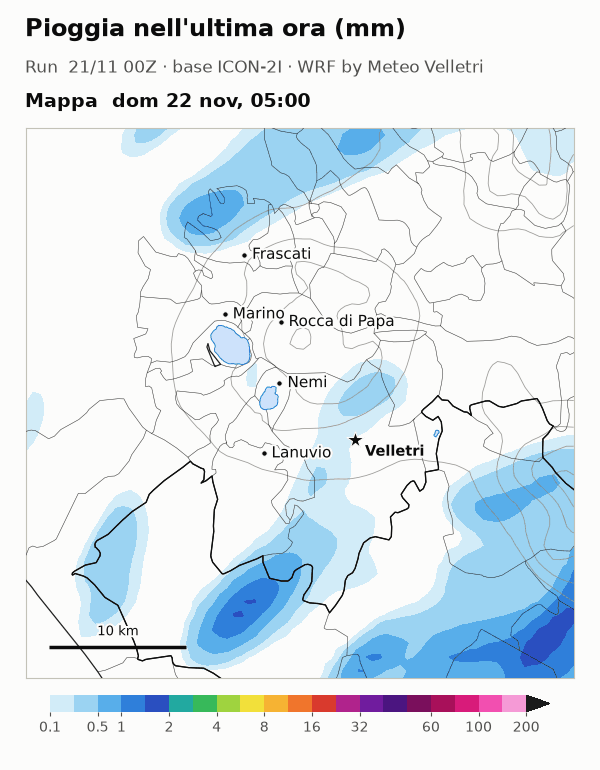 Pioggia nell'ultima ora (mm)
Run  21/11 00Z · base ICON-2I · WRF by Meteo Velletri
Mappa  dom 22 nov, 05:00
Frascati
Marino
Rocca di Papa
Nemi
Velletri
Lanuvio
10 km
0.1 0.5 1 2 4 8 16 32 60 100 200